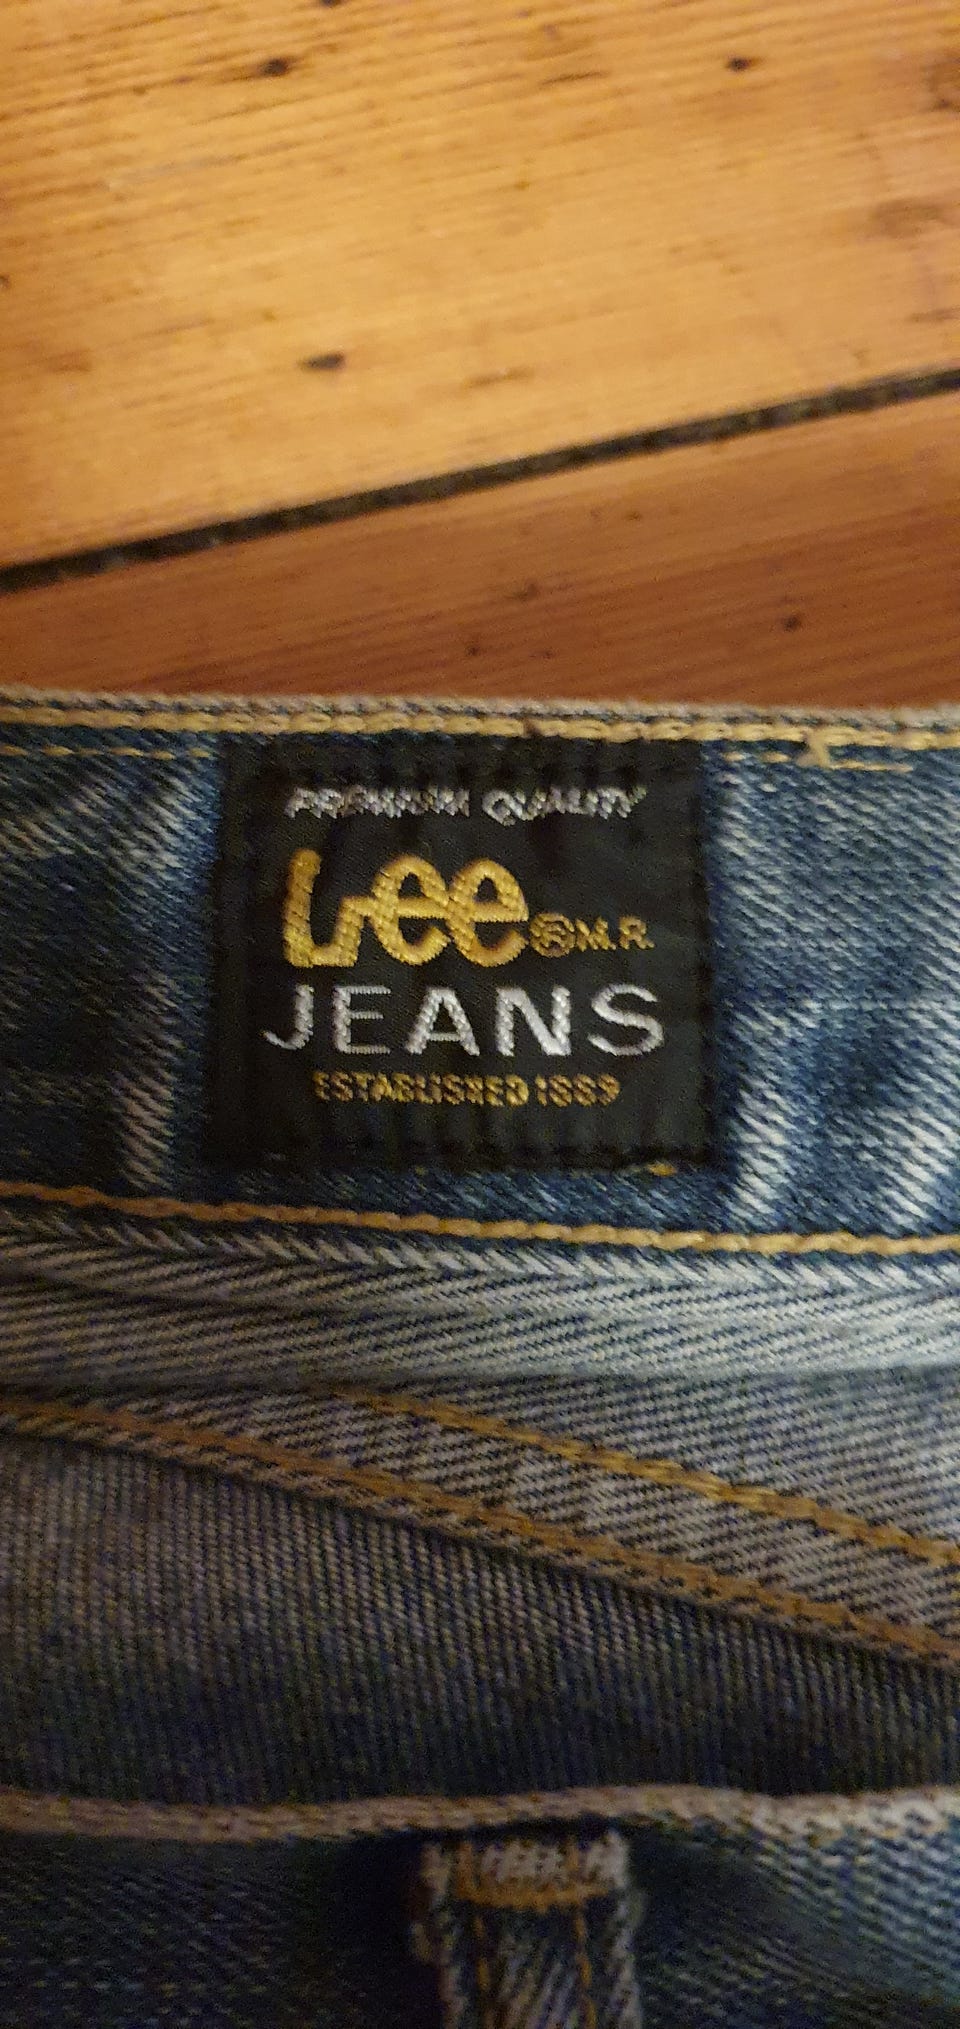 PREMIUM QUALITY
Lee ® M.R.
JEANS
ESTABLISHED 1889